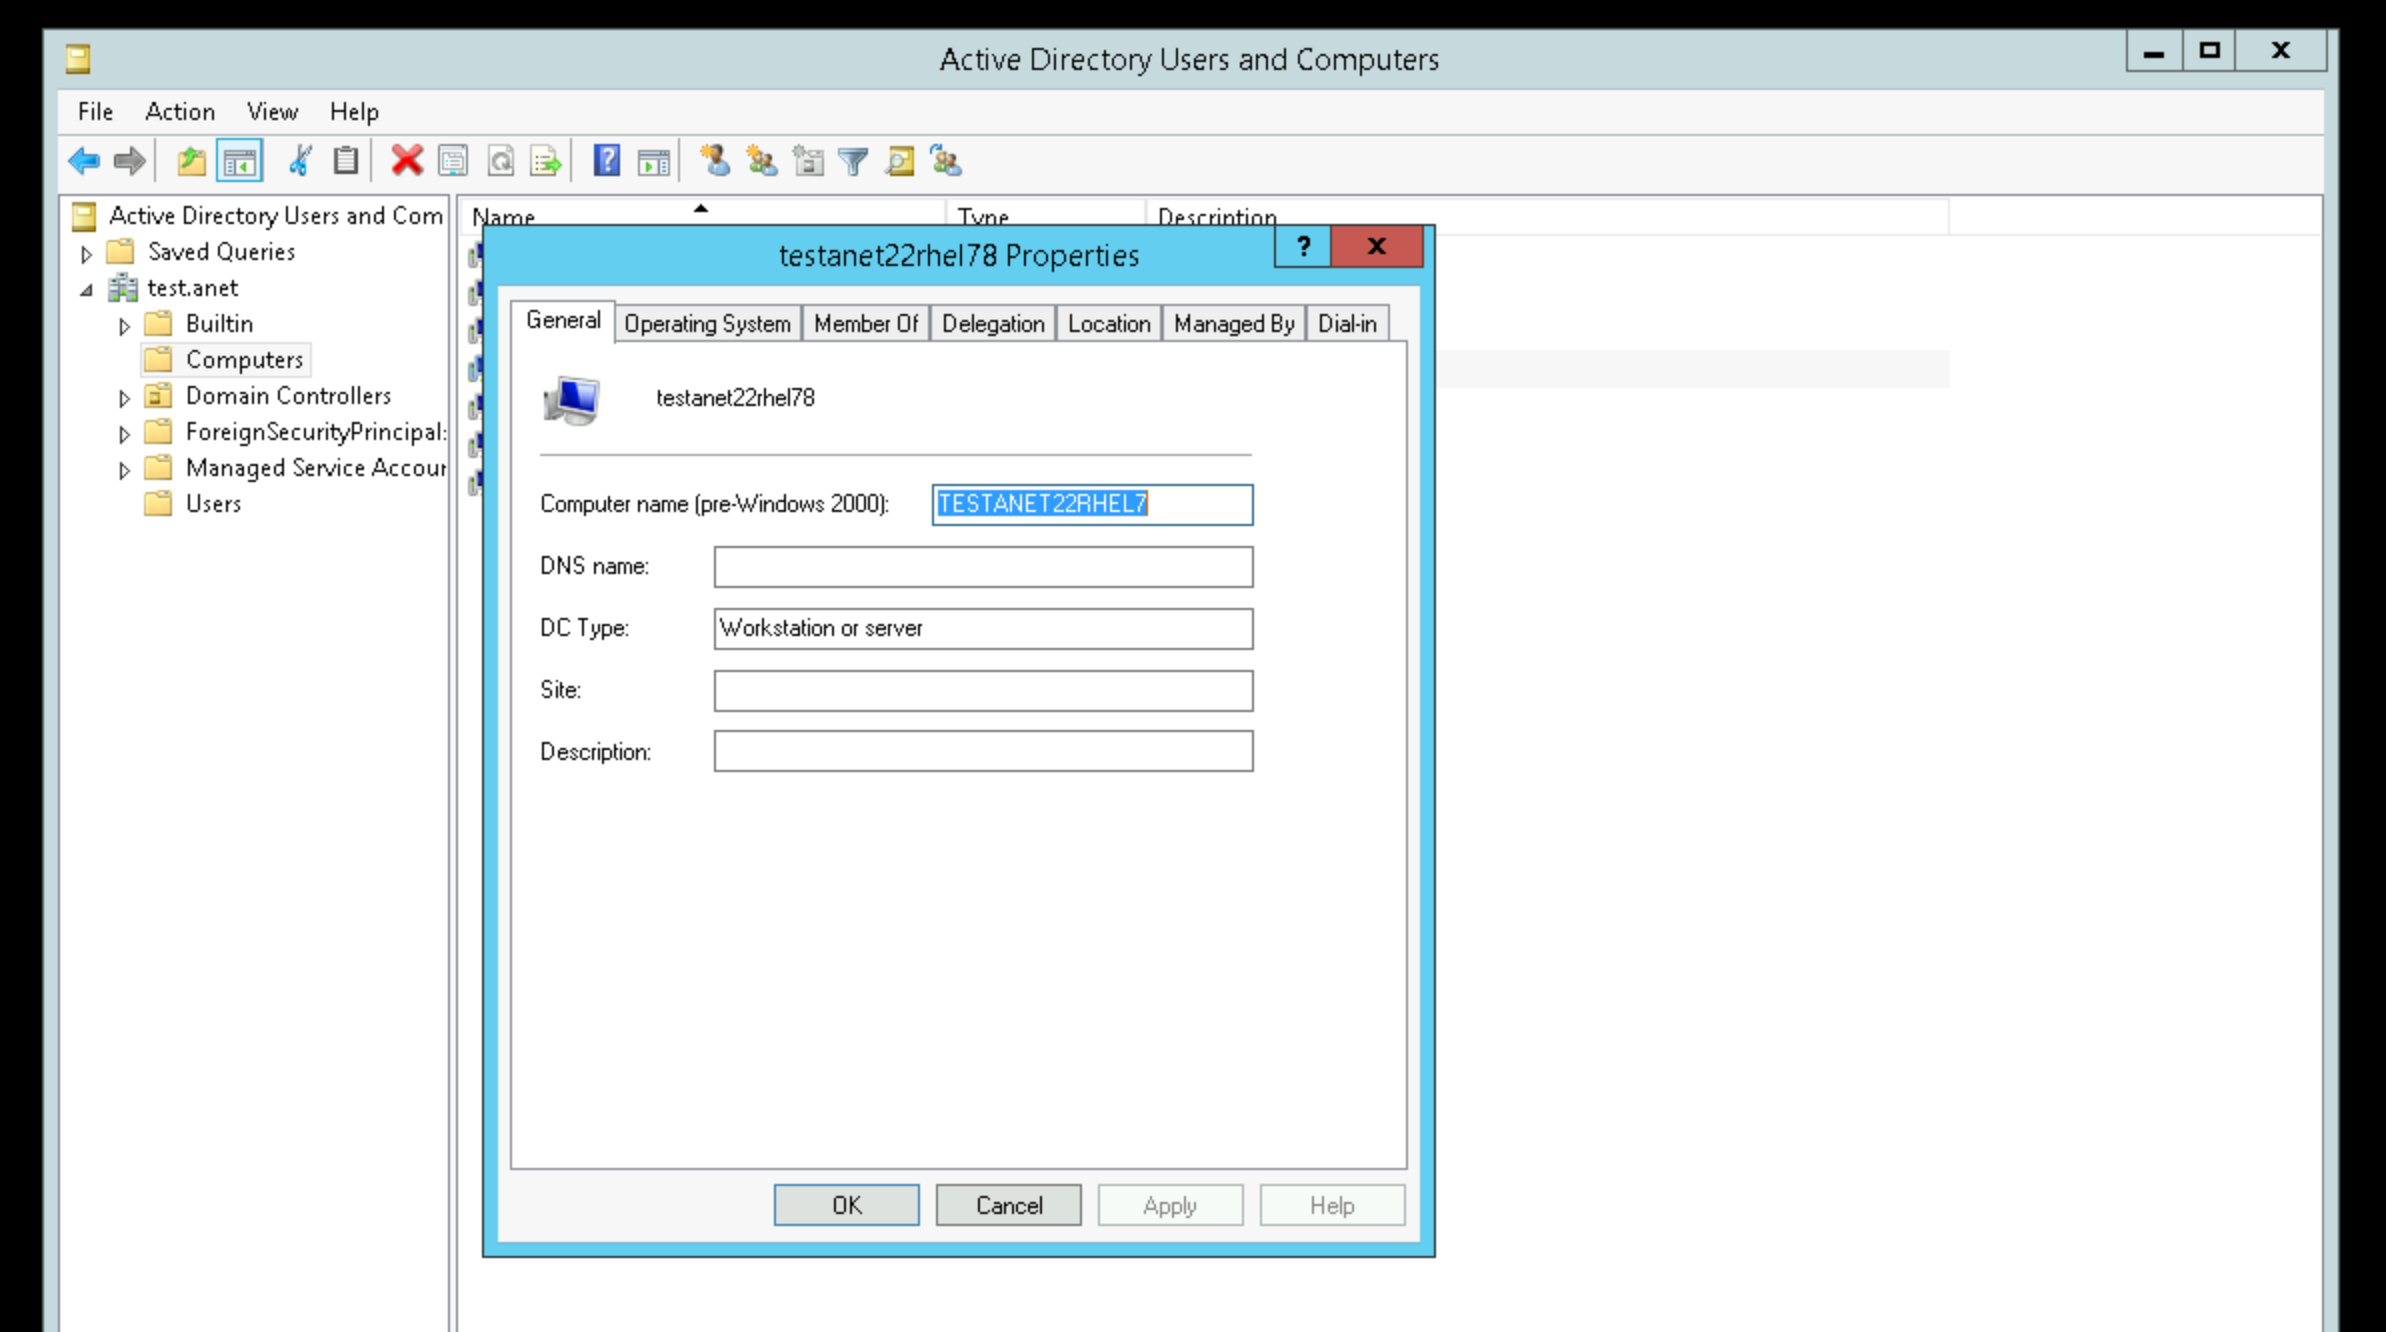 Active Directory Users and Computers
File Action View Help
Active Directory Users and Com
Saved Queries
test.anet
Builtin
Computers
Domain Controllers
ForeignSecurityPrincipal:
Managed Service Accour
Users
Name Type Description
testanet22rhel78 Properties
General Operating System Member Of Delegation Location Managed By Dial-in
testanet22rhel78
Computer name (pre-Windows 2000): TESTANET22RHEL7
DNS name:
DC Type: Workstation or server
Site:
Description:
OK Cancel Apply Help